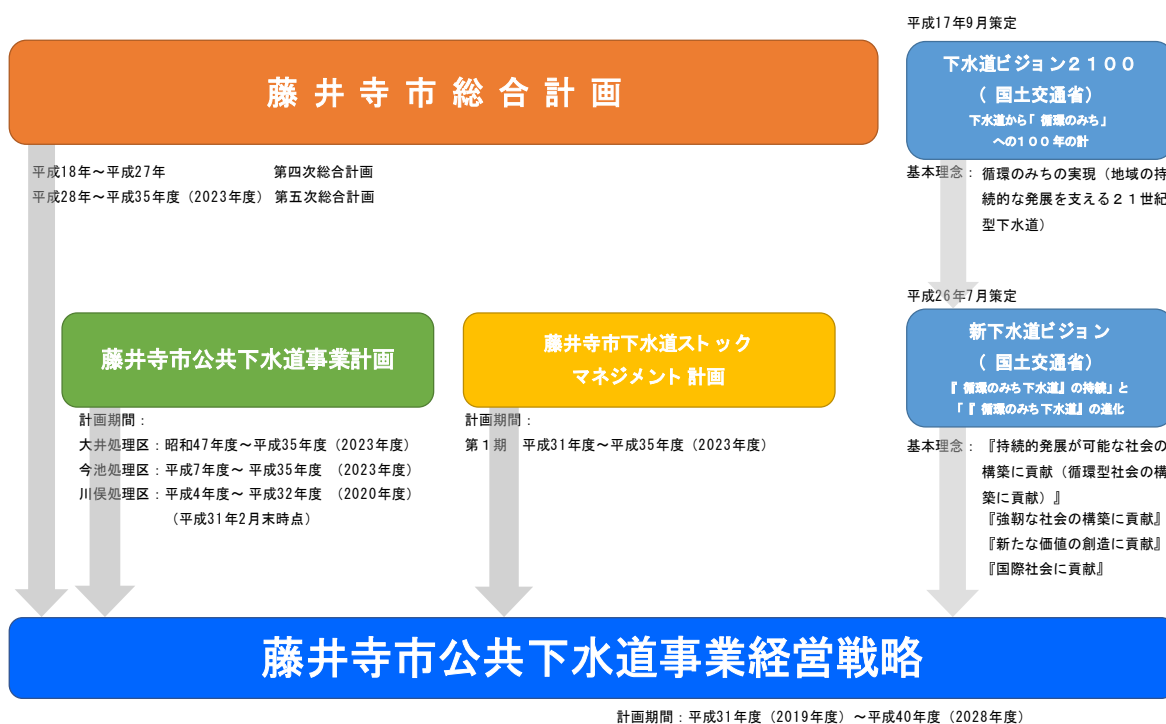 藤井寺市総合計画
平成18年～平成27年　第四次総合計画
平成28年～平成35年度（2023年度）第五次総合計画
平成17年9月策定
下水道ビジョン２１００
（国土交通省）
下水道から「循環のみち」
への１００年の計
基本理念：循環のみちの実現（地域の持
続的な発展を支える２１世紀
型下水道）
藤井寺市公共下水道事業計画
計画期間：
大井処理区：昭和47年度～平成35年度（2023年度）
今池処理区：平成7年度～平成35年度（2023年度）
川俣処理区：平成4年度～平成32年度（2020年度）
（平成31年2月末時点）
藤井寺市下水道ストック
マネジメント計画
計画期間：
第１期　平成31年度～平成35年度（2023年度）
平成26年7月策定
新下水道ビジョン
（国土交通省）
『循環のみち下水道』の持続」と
「『循環のみち下水道』の進化
基本理念：『持続的発展が可能な社会の
構築に貢献（循環型社会の構
築に貢献）』
『強靭な社会の構築に貢献』
『新たな価値の創造に貢献』
『国際社会に貢献』
藤井寺市公共下水道事業経営戦略
計画期間：平成31年度（2019年度）～平成40年度（2028年度）